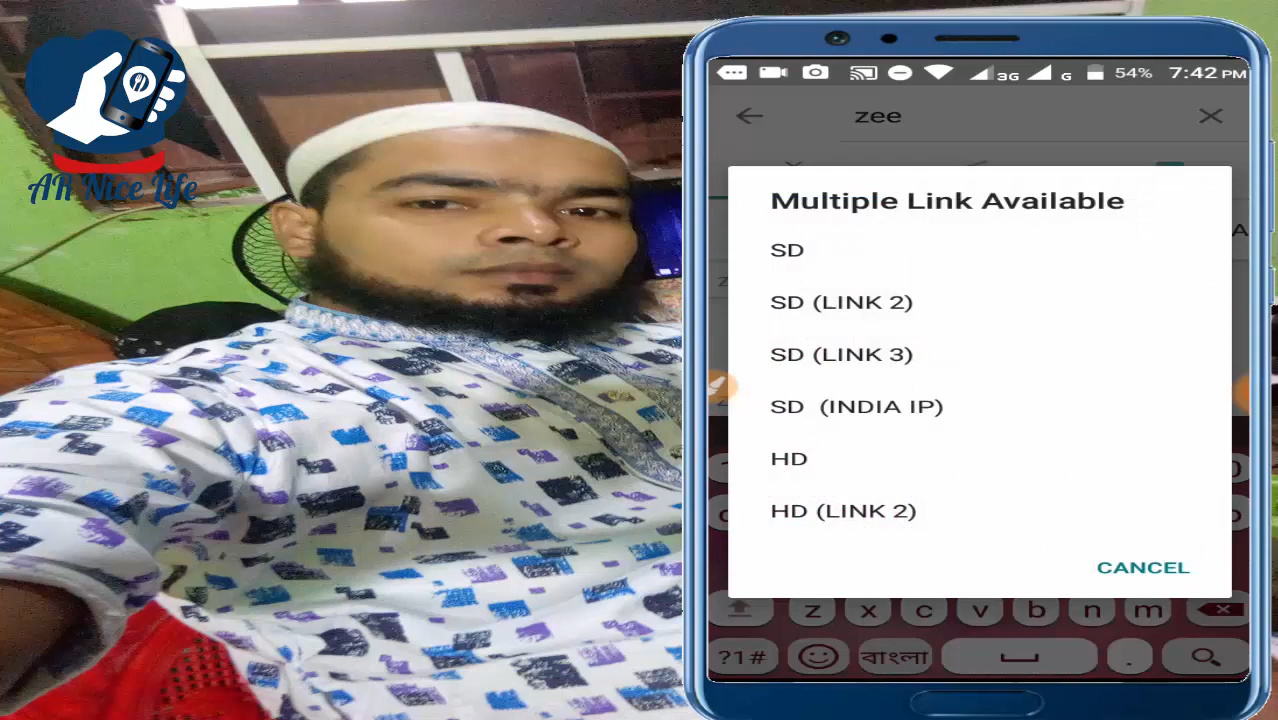 AH Nice Life
3G
G
54%
7:42 PM
zee
Multiple Link Available
SD
SD (LINK 2)
SD (LINK 3)
SD (INDIA IP)
HD
HD (LINK 2)
CANCEL
z x c v b n m
?1# বাংলা .